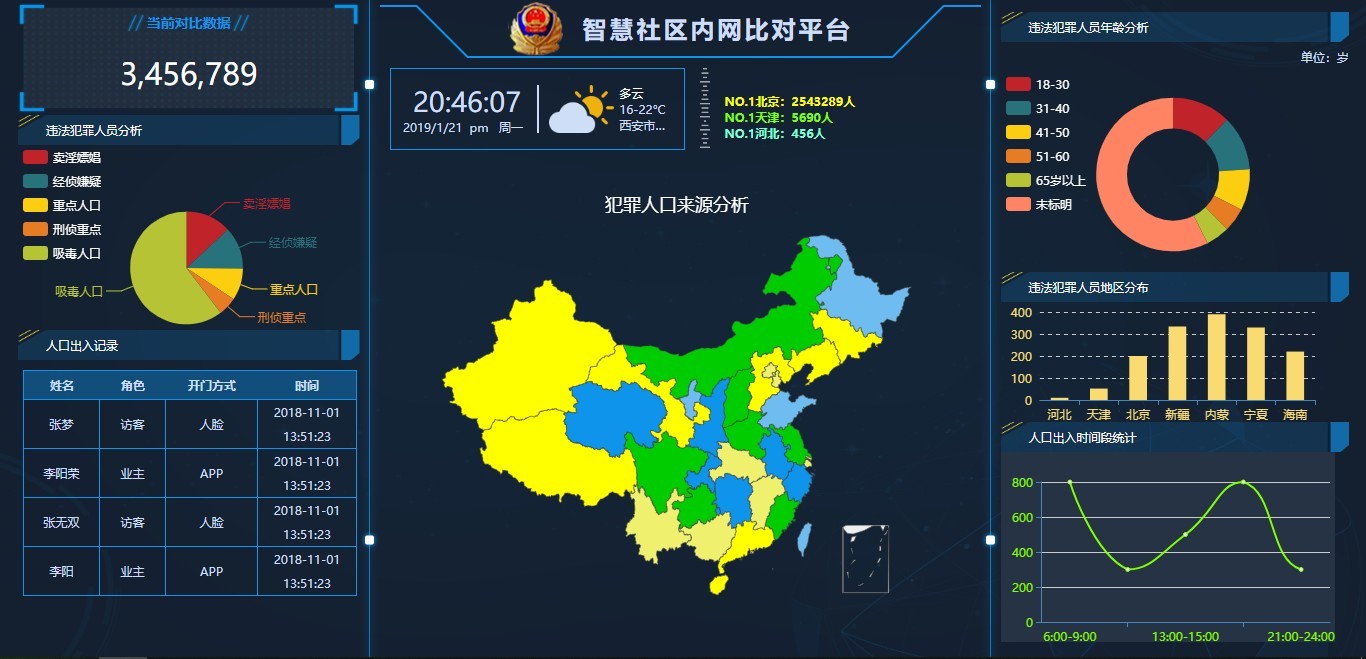 // 当前对比数据 //
3,456,789
违法犯罪人员分析
卖淫嫖娼
经侦嫌疑
重点人口
刑侦重点
吸毒人口
卖淫嫖娼
经侦嫌疑
重点人口
刑侦重点
吸毒人口
人口出入记录
姓名 角色 开门方式 时间
张梦 访客 人脸 2018-11-01
13:51:23
李阳荣 业主 APP 2018-11-01
13:51:23
张无双 访客 人脸 2018-11-01
13:51:23
李阳 业主 APP 2018-11-01
13:51:23
智慧社区内网比对平台
20:46:07
2019/1/21 pm 周一
多云
16-22℃
西安市...
NO.1北京：2543289人
NO.1天津：5690人
NO.1河北：456人
犯罪人口来源分析
违法犯罪人员年龄分析
单位：岁
18-30
31-40
41-50
51-60
65岁以上
未标明
违法犯罪人员地区分布
400
300
200
100
0
河北 天津 北京 新疆 内蒙 宁夏 海南
人口出入时间段统计
800
600
400
200
0
6:00-9:00 13:00-15:00 21:00-24:00